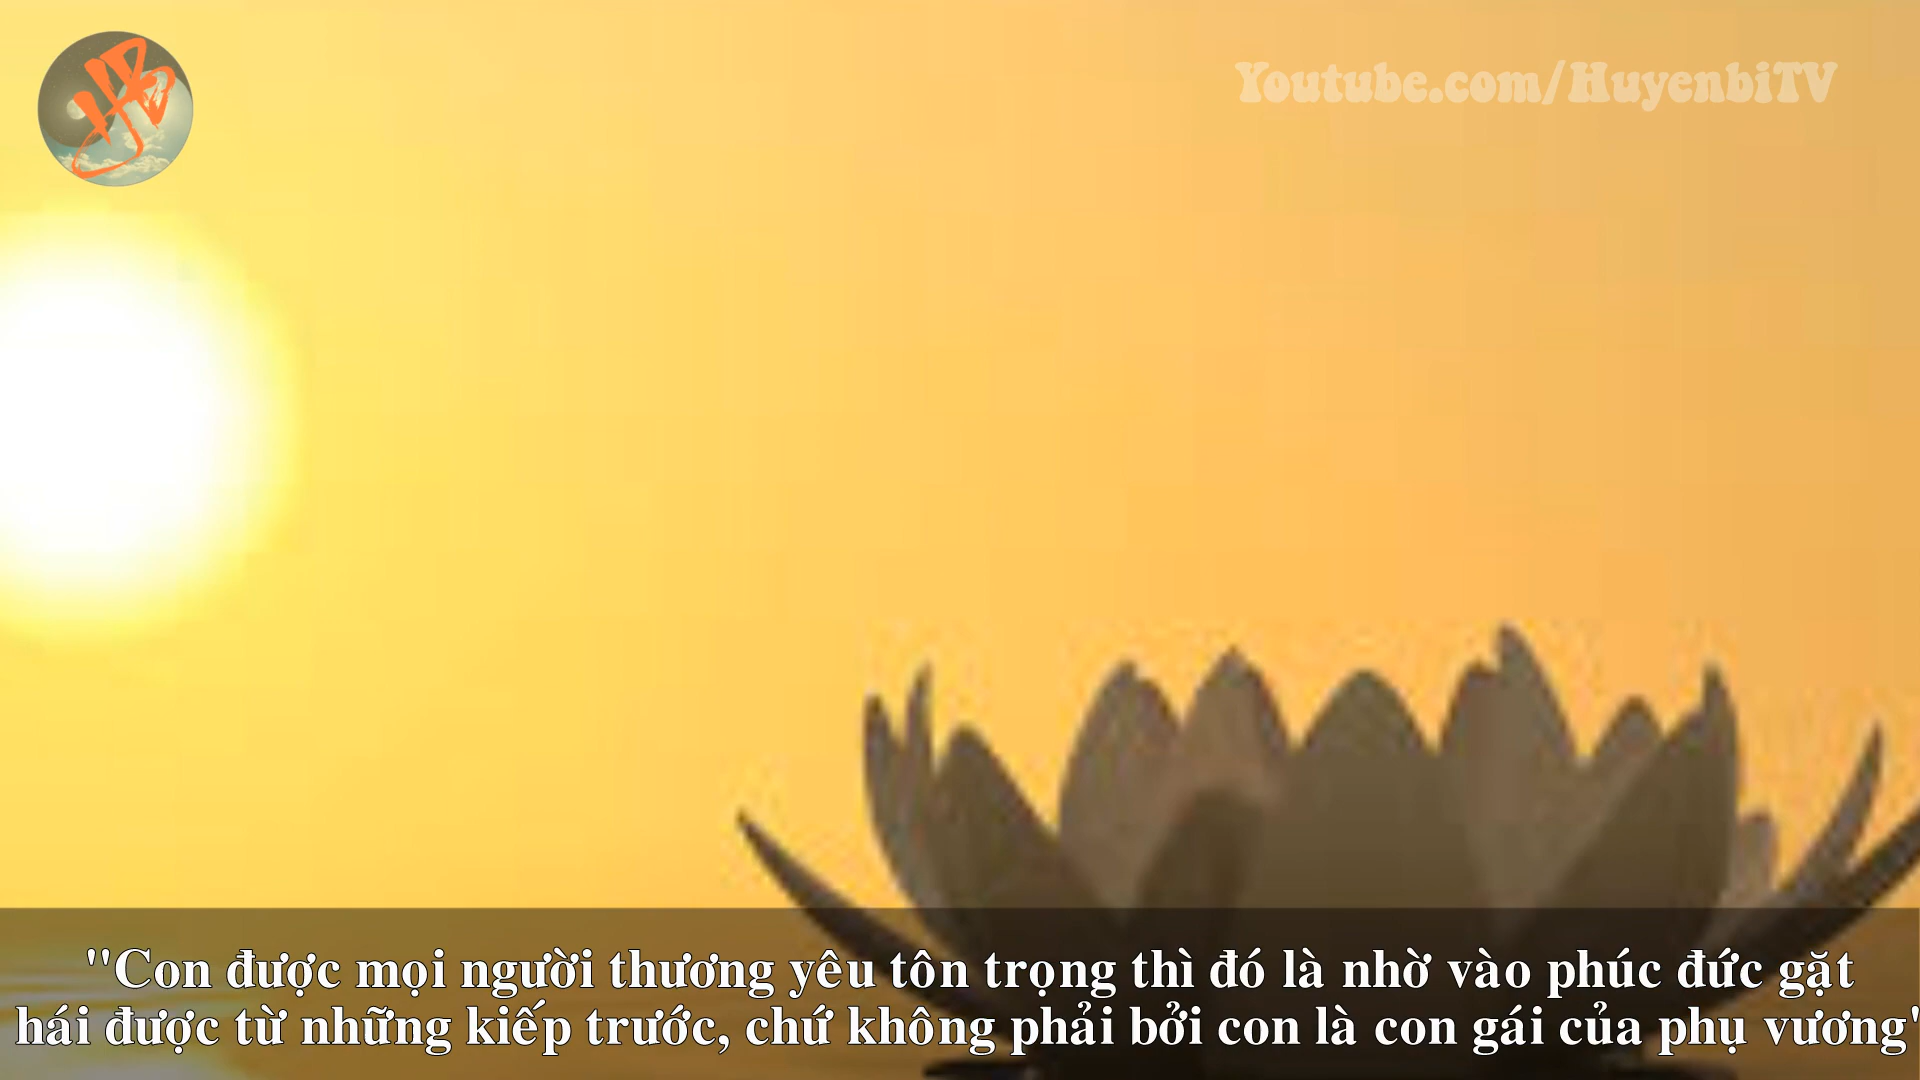 HB
Youtube.com/HuyenbiTV
"Con được mọi người thương yêu tôn trọng thì đó là nhờ vào phúc đức gặt
hái được từ những kiếp trước, chứ không phải bởi con là con gái của phụ vương"